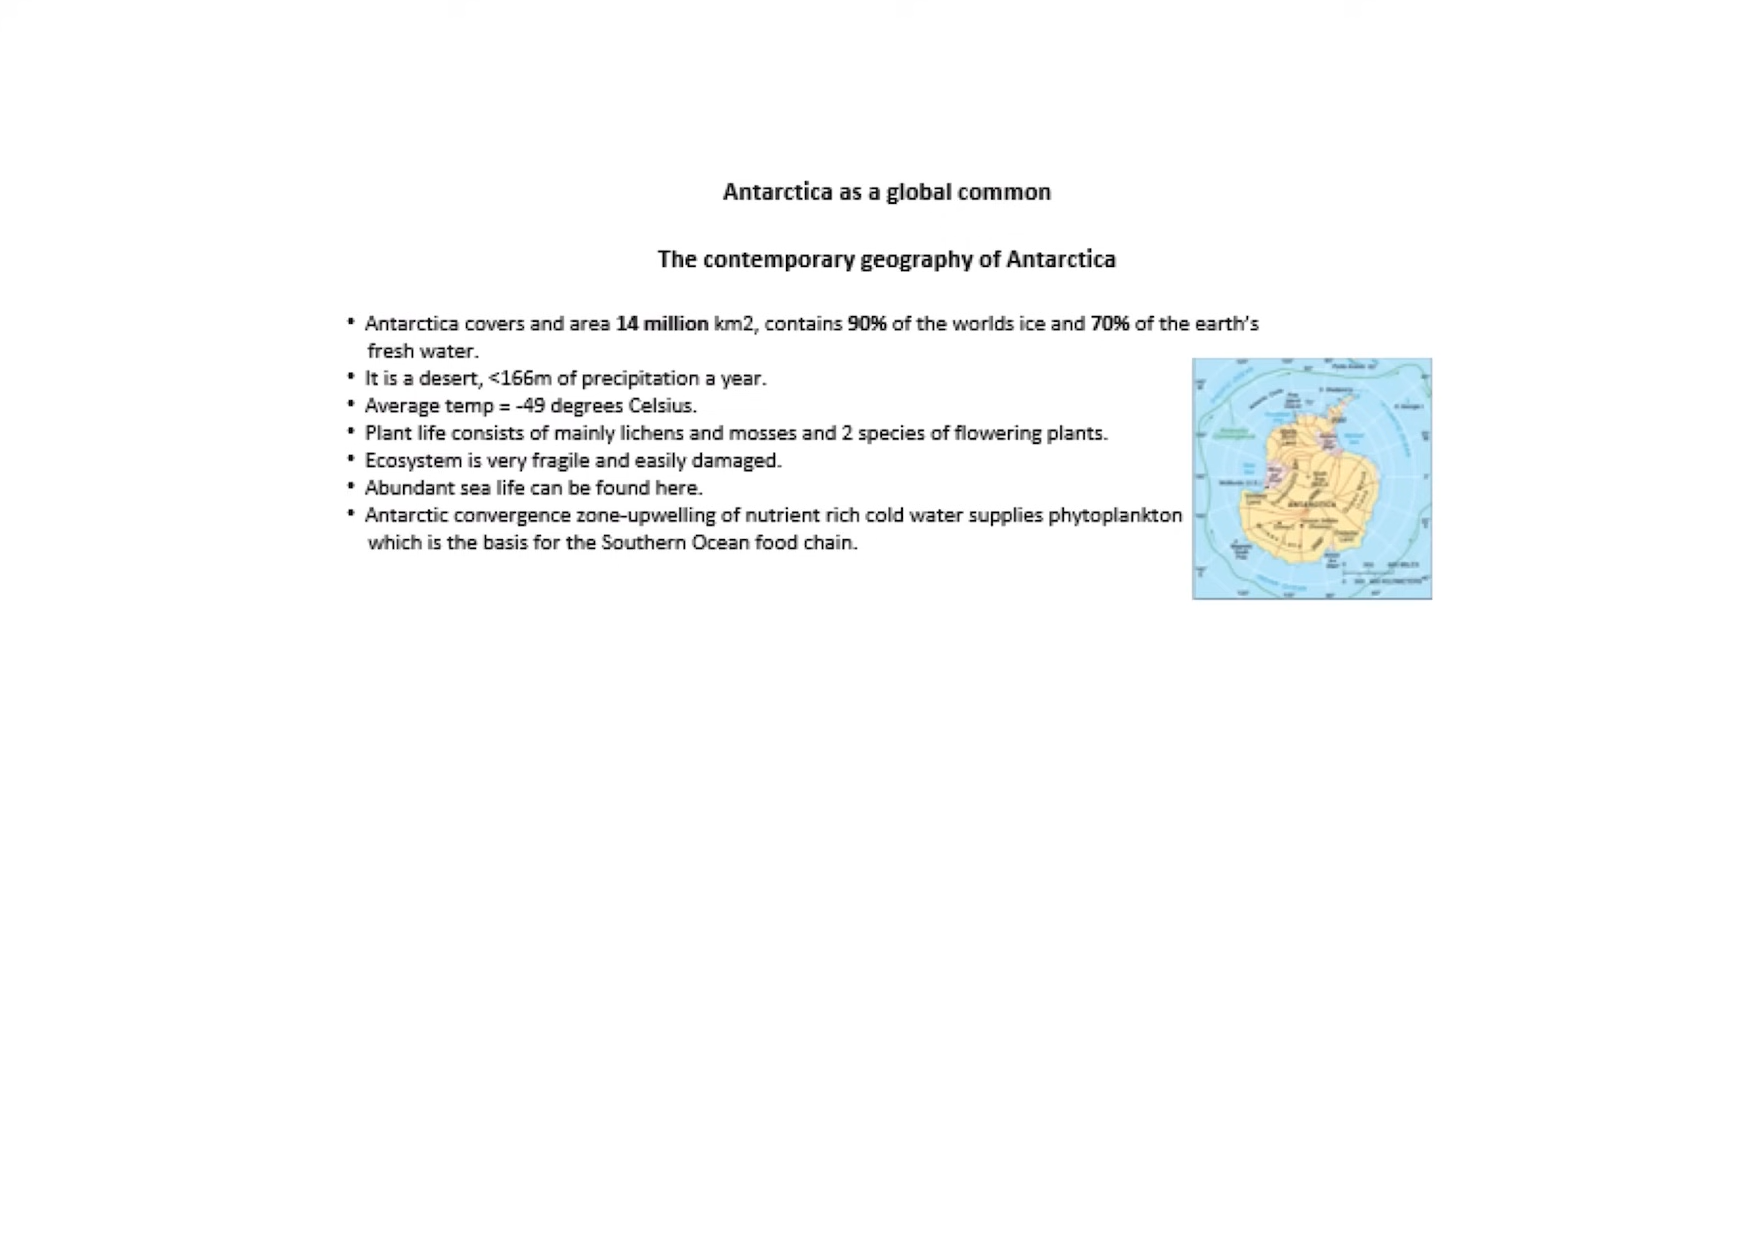 Antarctica as a global common
The contemporary geography of Antarctica
• Antarctica covers and area 14 million km2, contains 90% of the worlds ice and 70% of the earth's
fresh water.
• It is a desert, <166m of precipitation a year.
• Average temp = -49 degrees Celsius.
• Plant life consists of mainly lichens and mosses and 2 species of flowering plants.
• Ecosystem is very fragile and easily damaged.
• Abundant sea life can be found here.
• Antarctic convergence zone-upwelling of nutrient rich cold water supplies phytoplankton
which is the basis for the Southern Ocean food chain.
ANTARCTICA